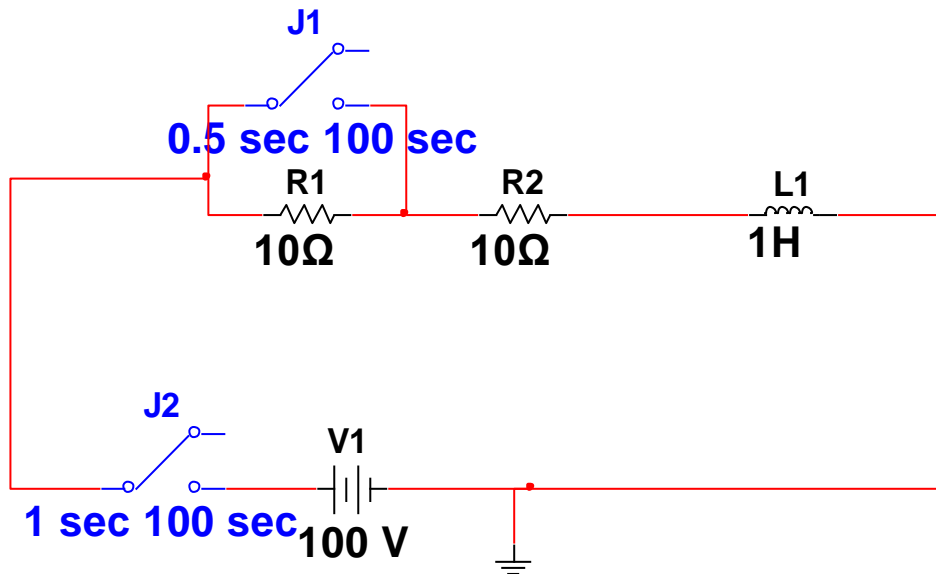 J1
0.5 sec 100 sec
R1
10Ω
R2
10Ω
L1
1H
J2
1 sec 100 sec
V1
100 V